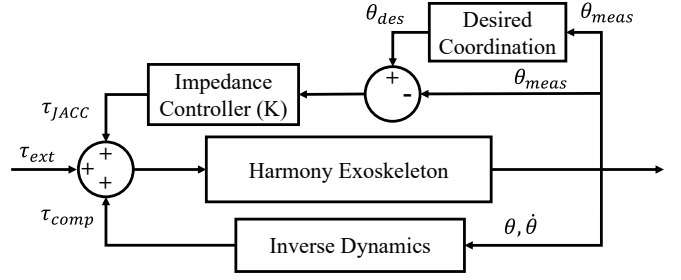 θ_des
Desired
Coordination
θ_meas
Impedance
Controller (K)
+
-
θ_meas
τ_JACC
τ_ext
+
+
+
Harmony Exoskeleton
τ_comp
Inverse Dynamics
θ, θ̇